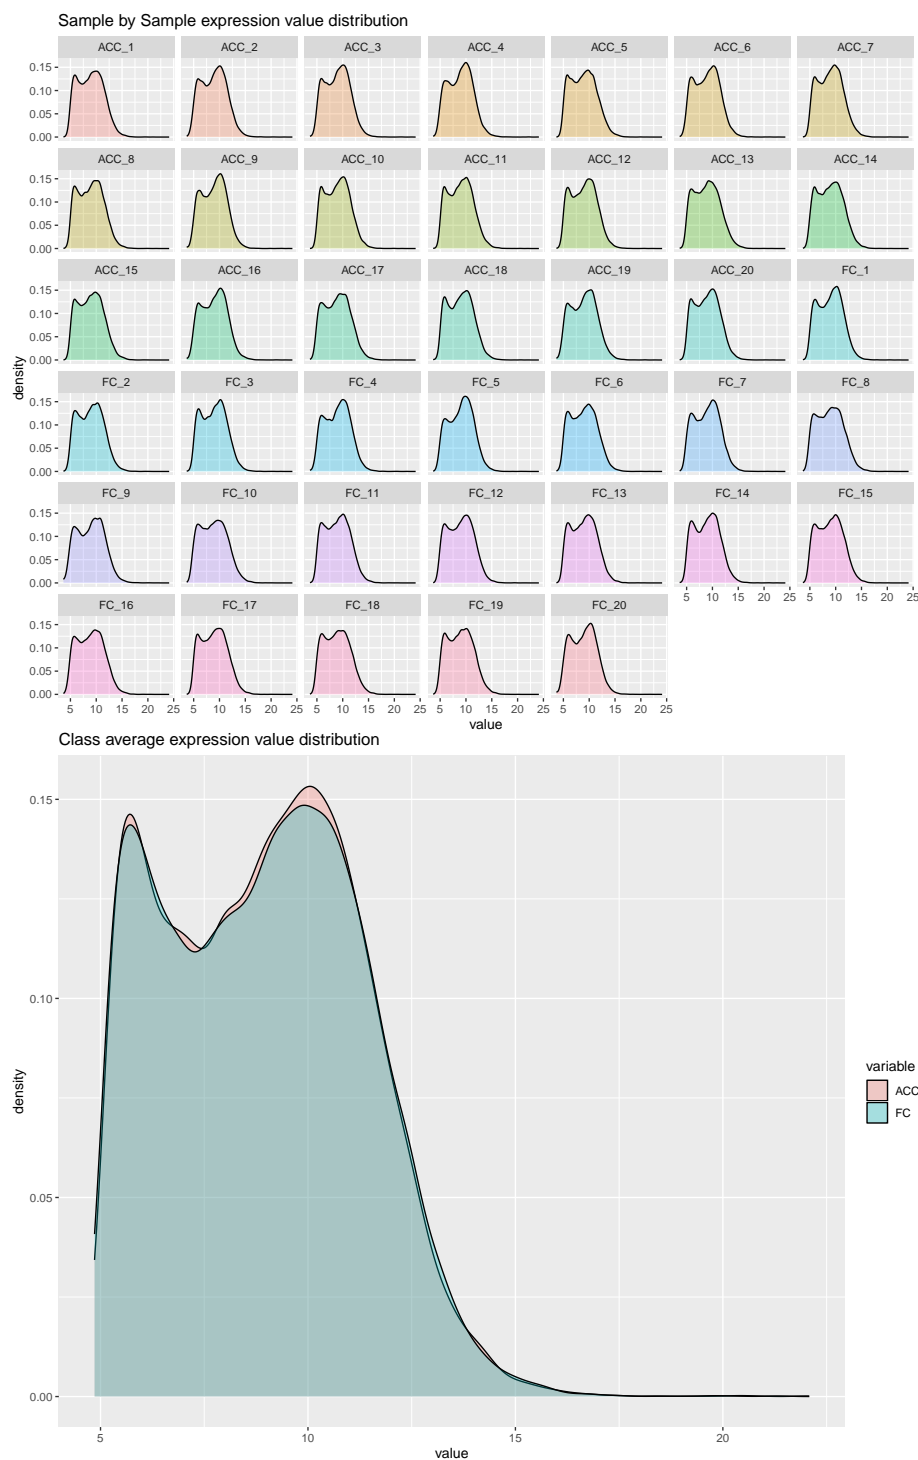 Sample by Sample expression value distribution
ACC_1 ACC_2 ACC_3 ACC_4 ACC_5 ACC_6 ACC_7
0.15
0.10
0.05
0.00
ACC_8 ACC_9 ACC_10 ACC_11 ACC_12 ACC_13 ACC_14
0.15
0.10
0.05
0.00
ACC_15 ACC_16 ACC_17 ACC_18 ACC_19 ACC_20 FC_1
0.15
0.10
0.05
0.00
density
FC_2 FC_3 FC_4 FC_5 FC_6 FC_7 FC_8
0.15
0.10
0.05
0.00
FC_9 FC_10 FC_11 FC_12 FC_13 FC_14 FC_15
0.15
0.10
0.05
0.00
5 10 15 20 25 5 10 15 20 25
FC_16 FC_17 FC_18 FC_19 FC_20
0.15
0.10
0.05
0.00
5 10 15 20 25 5 10 15 20 25 5 10 15 20 25 5 10 15 20 25 5 10 15 20 25
value
Class average expression value distribution
0.15
0.10
0.05
0.00
density
5 10 15 20
value
variable
ACC
FC